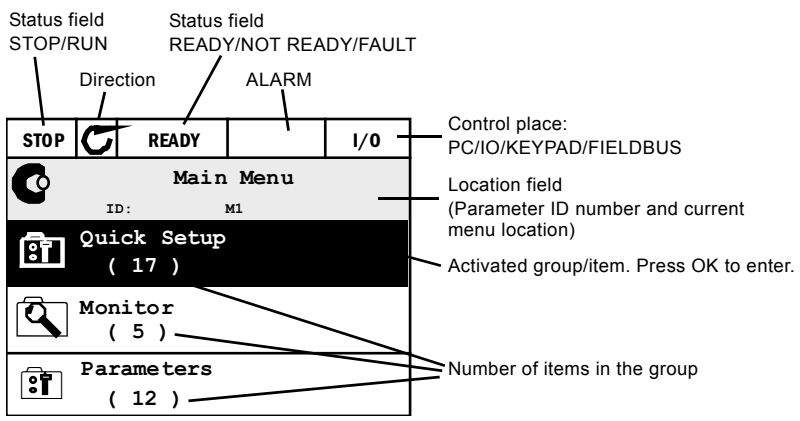 Status field
STOP/RUN
Status field
READY/NOT READY/FAULT
Direction
ALARM
STOP
READY
I/O
Control place:
PC/IO/KEYPAD/FIELDBUS
Main Menu
ID: M1
Location field
(Parameter ID number and current
menu location)
Quick Setup
( 17 )
Activated group/item. Press OK to enter.
Monitor
( 5 )
Parameters
( 12 )
Number of items in the group